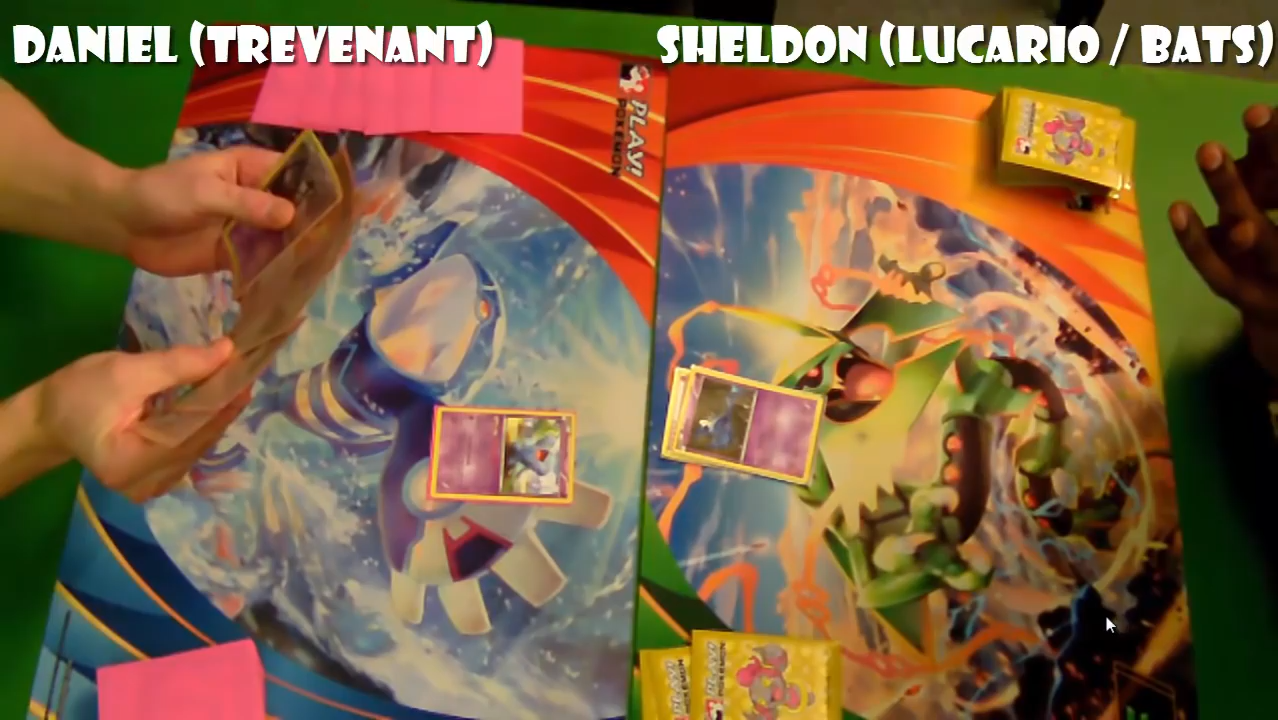 DANIEL (TREVENANT)
SHELDON (LUCARIO / BATS)
PLAY!
POKÉMON